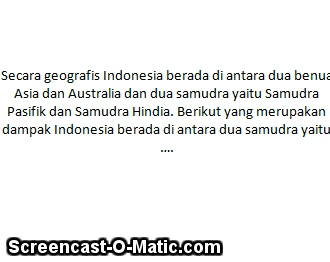 Secara geografis Indonesia berada di antara dua benua
Asia dan Australia dan dua samudra yaitu Samudra
Pasifik dan Samudra Hindia. Berikut yang merupakan
dampak Indonesia berada di antara dua samudra yaitu
....
Screencast-O-Matic.com